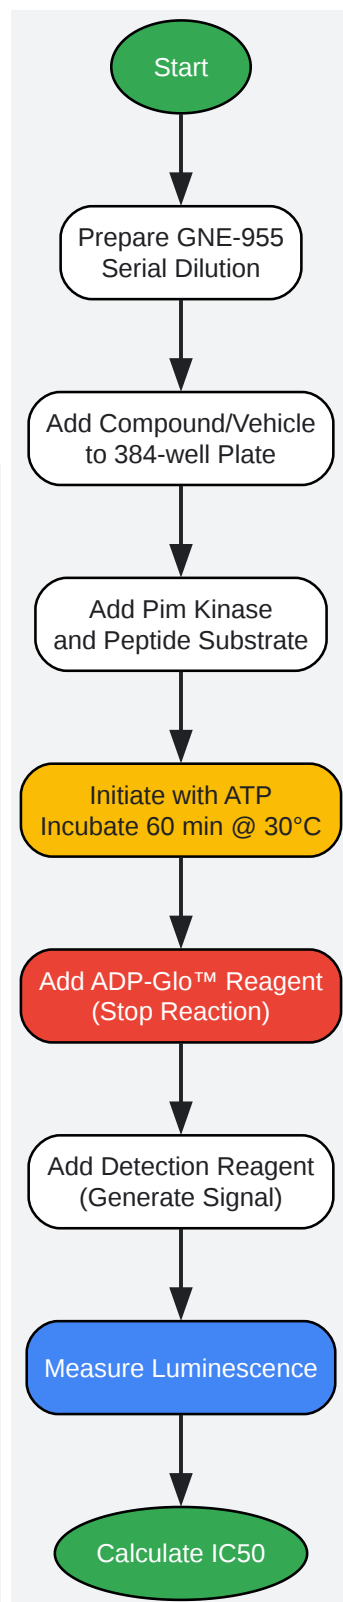 Start
Prepare GNE-955
Serial Dilution
Add Compound/Vehicle
to 384-well Plate
Add Pim Kinase
and Peptide Substrate
Initiate with ATP
Incubate 60 min @ 30°C
Add ADP-Glo™ Reagent
(Stop Reaction)
Add Detection Reagent
(Generate Signal)
Measure Luminescence
Calculate IC50